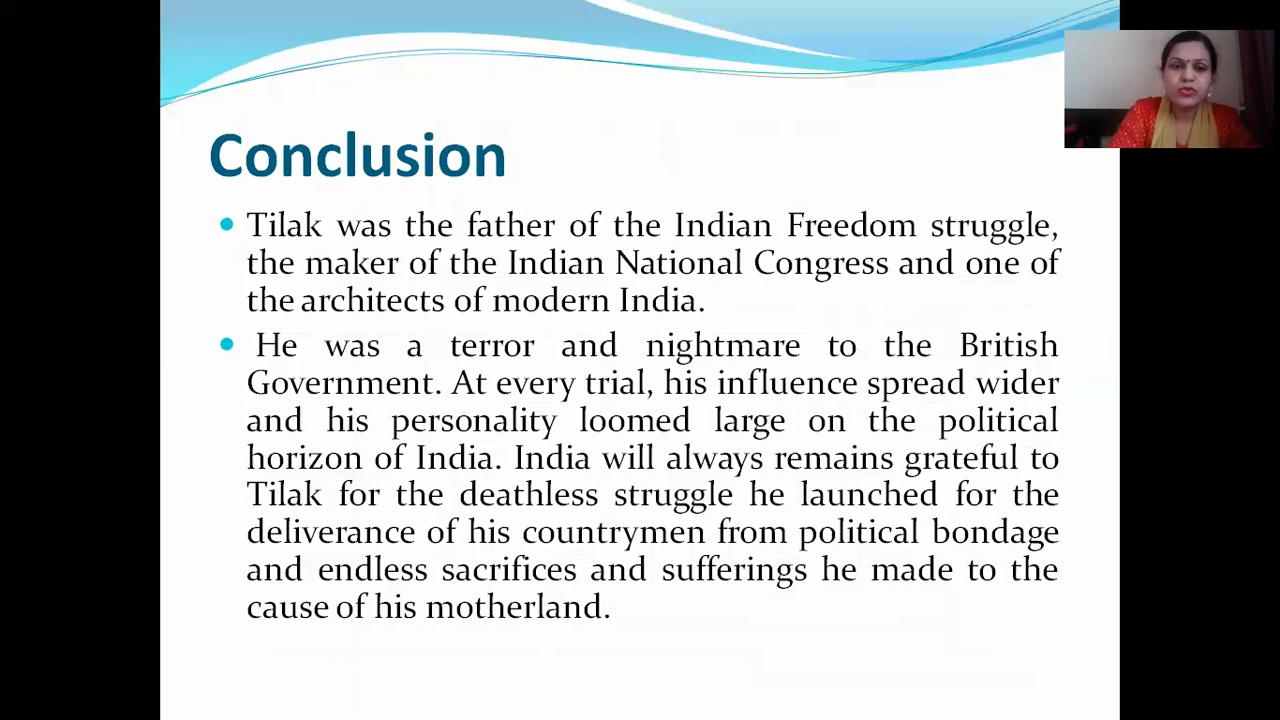 Conclusion
• Tilak was the father of the Indian Freedom struggle,
the maker of the Indian National Congress and one of
the architects of modern India.
• He was a terror and nightmare to the British
Government. At every trial, his influence spread wider
and his personality loomed large on the political
horizon of India. India will always remains grateful to
Tilak for the deathless struggle he launched for the
deliverance of his countrymen from political bondage
and endless sacrifices and sufferings he made to the
cause of his motherland.